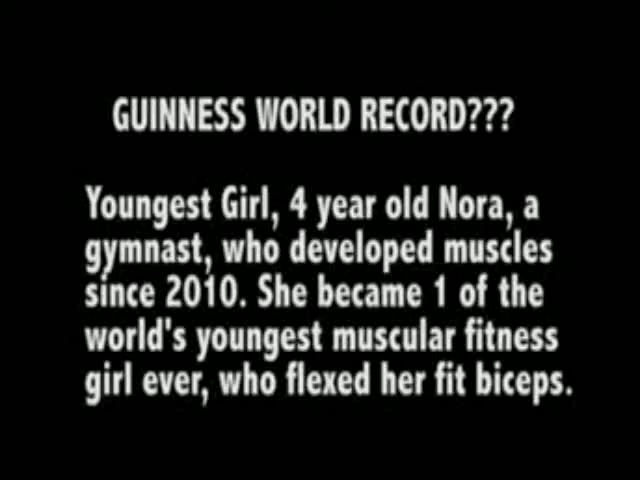 GUINNESS WORLD RECORD???
Youngest Girl, 4 year old Nora, a
gymnast, who developed muscles
since 2010. She became 1 of the
world's youngest muscular fitness
girl ever, who flexed her fit biceps.